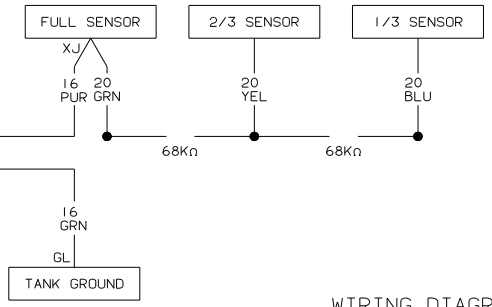 FULL SENSOR
2/3 SENSOR
1/3 SENSOR
XJ
16
PUR
20
GRN
20
YEL
20
BLU
68KΩ
68KΩ
16
GRN
GL
TANK GROUND
WIRING DIAGR